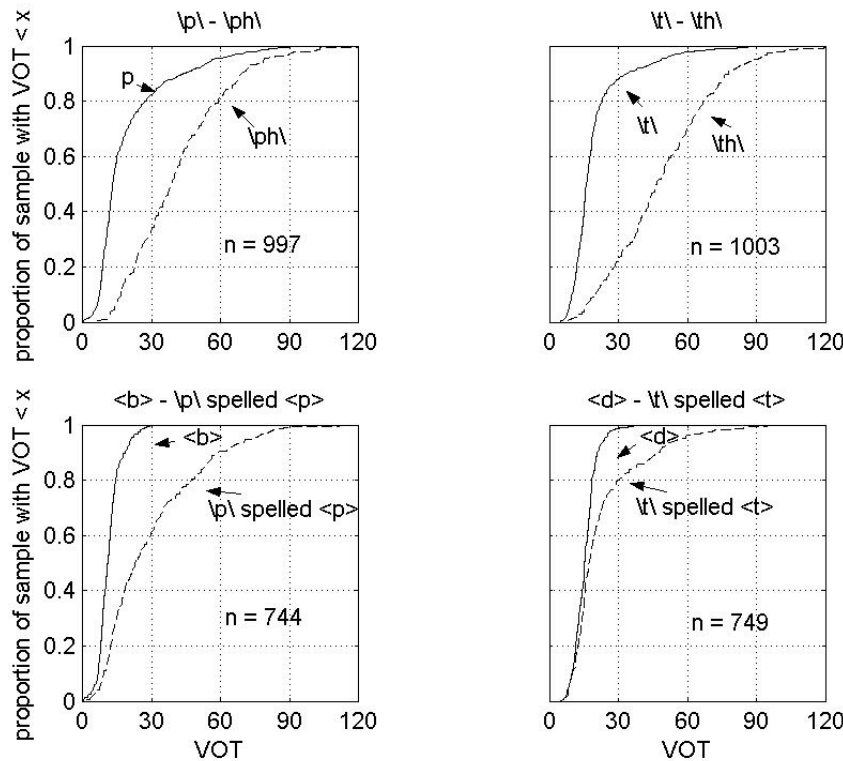 \p\ - \ph\
\t\ - \th\
proportion of sample with VOT < x
1
0.8
0.6
0.4
0.2
0
p
\ph\
n = 997
0 30 60 90 120
\t\
\th\
n = 1003
0 30 60 90 120
<b> - \p\ spelled <p>
<d> - \t\ spelled <t>
proportion of sample with VOT < x
1
0.8
0.6
0.4
0.2
0
<b>
\p\ spelled <p>
n = 744
0 30 60 90 120
VOT
<d>
\t\ spelled <t>
n = 749
0 30 60 90 120
VOT